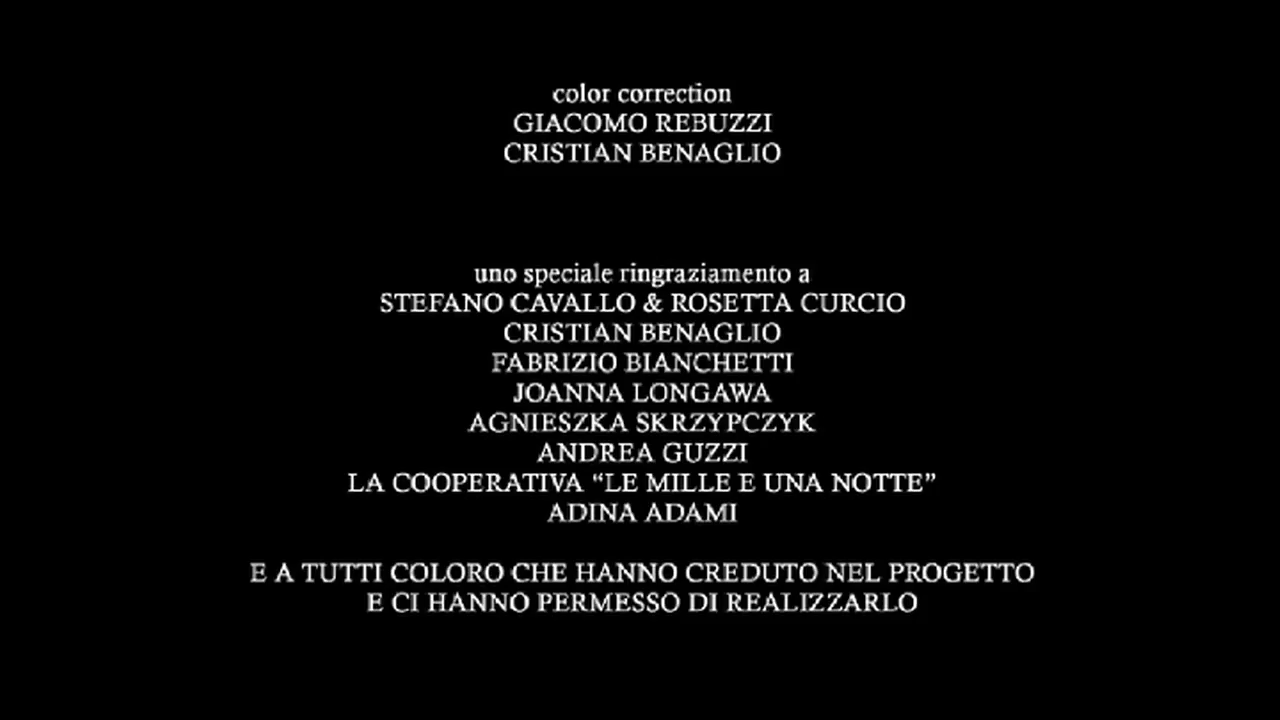 color correction
GIACOMO REBUZZI
CRISTIAN BENAGLIO
uno speciale ringraziamento a
STEFANO CAVALLO & ROSETTA CURCIO
CRISTIAN BENAGLIO
FABRIZIO BIANCHETTI
JOANNA LONGAWA
AGNIESZKA SKRZYPCZYK
ANDREA GUZZI
LA COOPERATIVA “LE MILLE E UNA NOTTE”
ADINA ADAMI
E A TUTTI COLORO CHE HANNO CREDUTO NEL PROGETTO
E CI HANNO PERMESSO DI REALIZZARLO